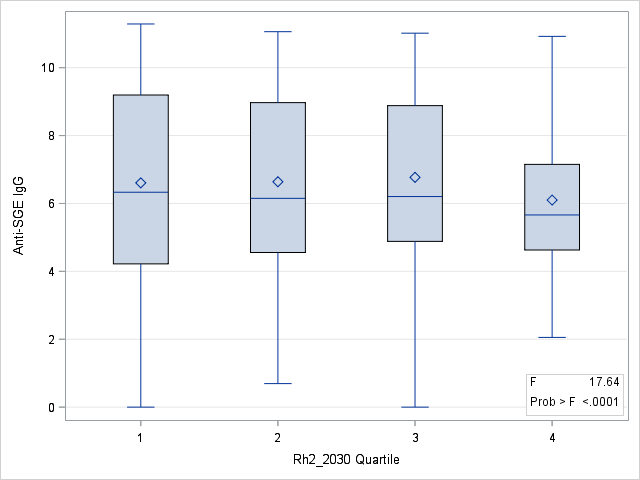 10
8
6
4
2
0
Anti-SGE IgG
F 17.64
Prob > F <.0001
1 2 3 4
Rh2_2030 Quartile